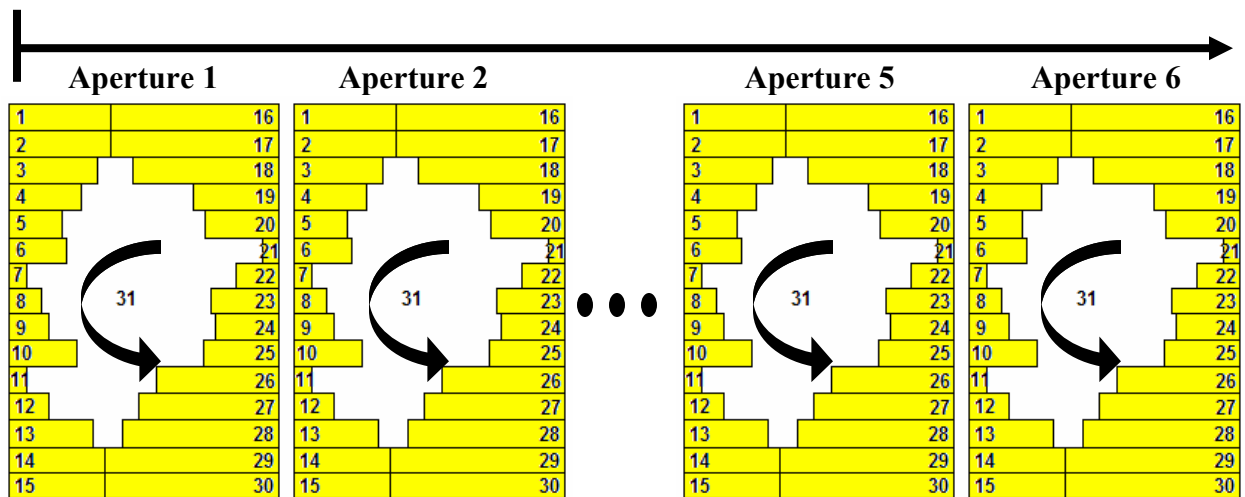 Aperture 1 Aperture 2 Aperture 5 Aperture 6
1 16 1 16 1 16 1 16
2 17 2 17 2 17 2 17
3 18 3 18 3 18 3 18
4 19 4 19 4 19 4 19
5 20 5 20 5 20 5 20
6 21 6 21 6 21 6 21
7 22 7 22 7 22 7 22
8 31 23 8 31 23 8 31 23 8 31 23
9 24 9 24 9 24 9 24
10 25 10 25 10 25 10 25
11 26 11 26 11 26 11 26
12 27 12 27 12 27 12 27
13 28 13 28 13 28 13 28
14 29 14 29 14 29 14 29
15 30 15 30 15 30 15 30